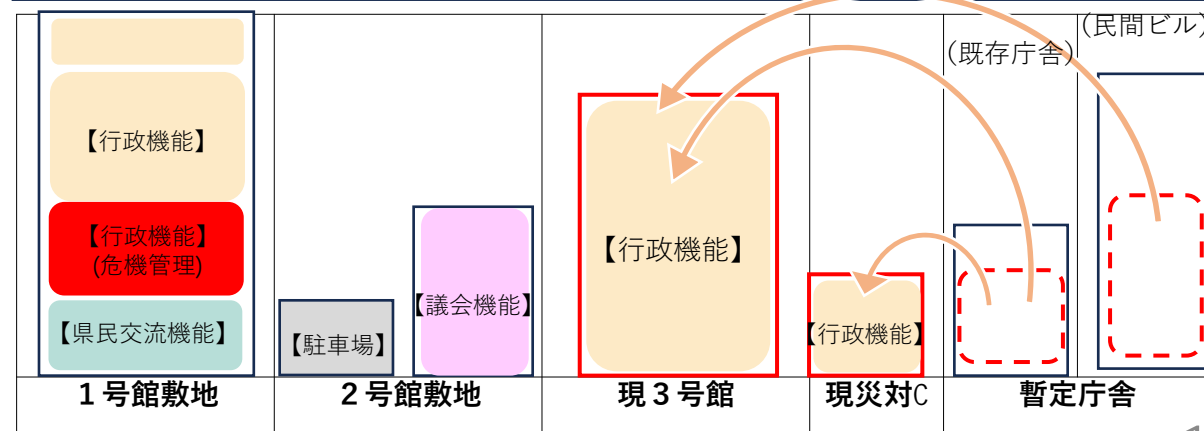 (民間ビル)
(既存庁舎)
【行政機能】
【行政機能】
(危機管理)
【県民交流機能】
【駐車場】
【議会機能】
【行政機能】
【行政機能】
１号館敷地
２号館敷地
現３号館
現災対C
暫定庁舎